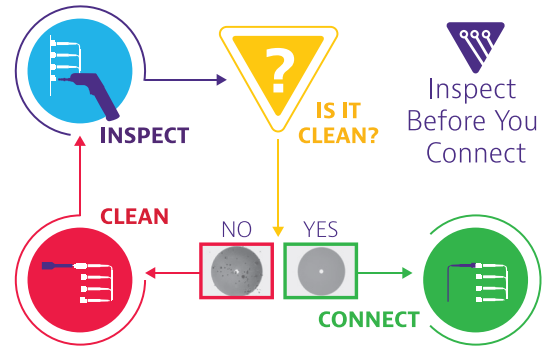 ?
INSPECT
IS IT
CLEAN?
Inspect
Before You
Connect
CLEAN
NO
YES
CONNECT